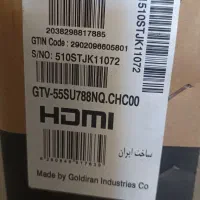 2038298817885
GTIN Code: 2902098605801
S/NO: 510STJK11072
510STJK11072
GTV-55SU788NQ.CHC00
HDMI
ساخت ایران
Made by Goldiran Industries Co